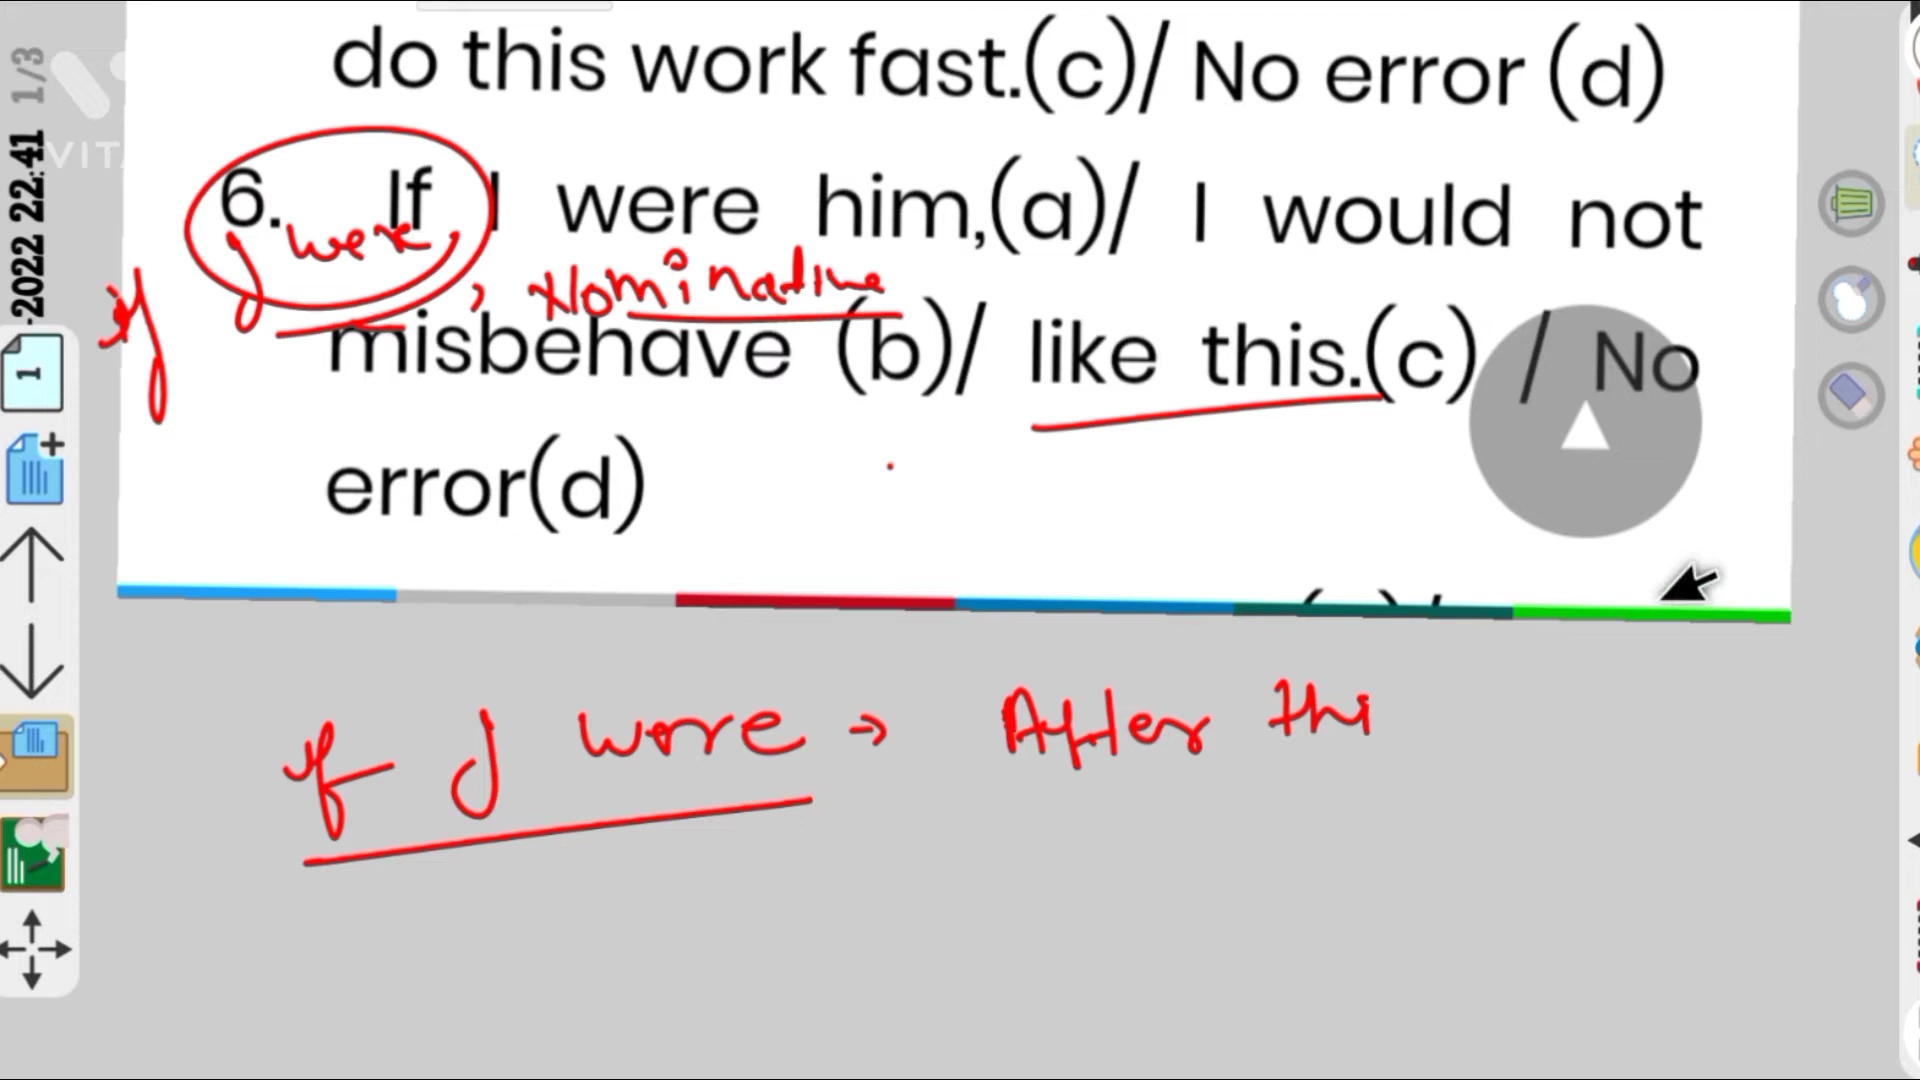 do this work fast.(c)/ No error (d)
6. If I were him,(a)/ I would not
I were,
if , Nominative
misbehave (b)/ like this.(c) / No
error(d)
if I were → After thi
-2022 22:41 1/3
VITA
1